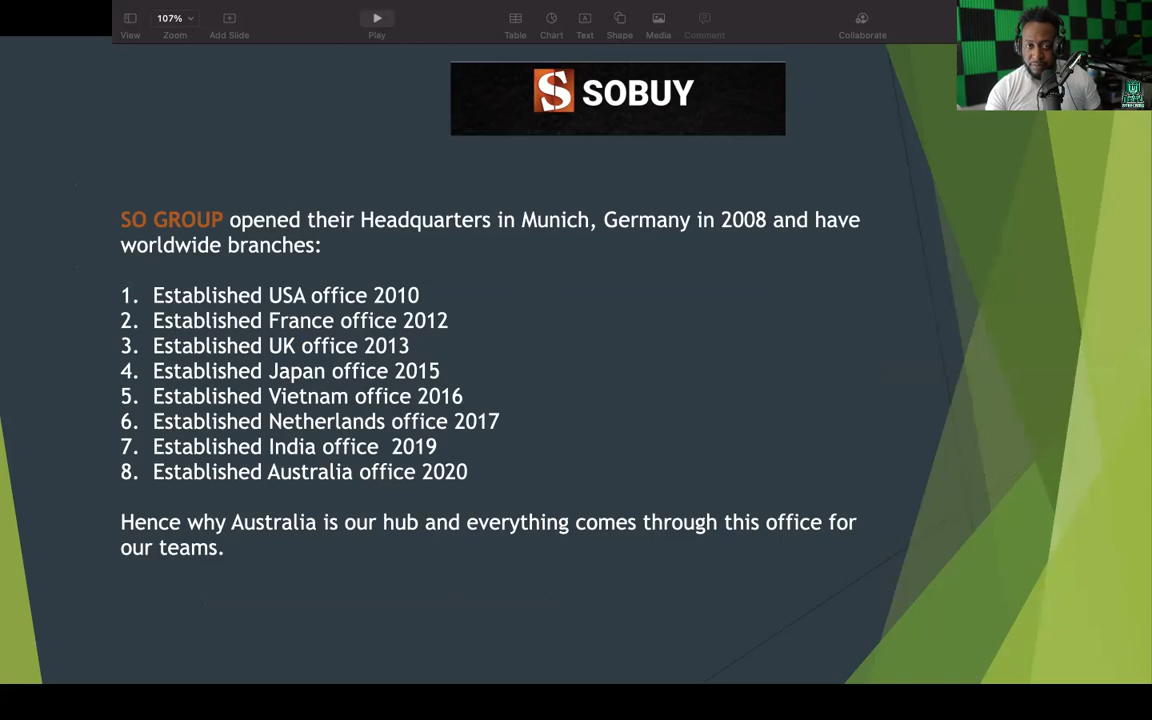 107%
View
Zoom
Add Slide
Play
Table
Chart
Text
Shape
Media
Comment
Collaborate
S SOBUY
SO GROUP opened their Headquarters in Munich, Germany in 2008 and have
worldwide branches:
1. Established USA office 2010
2. Established France office 2012
3. Established UK office 2013
4. Established Japan office 2015
5. Established Vietnam office 2016
6. Established Netherlands office 2017
7. Established India office 2019
8. Established Australia office 2020
Hence why Australia is our hub and everything comes through this office for
our teams.